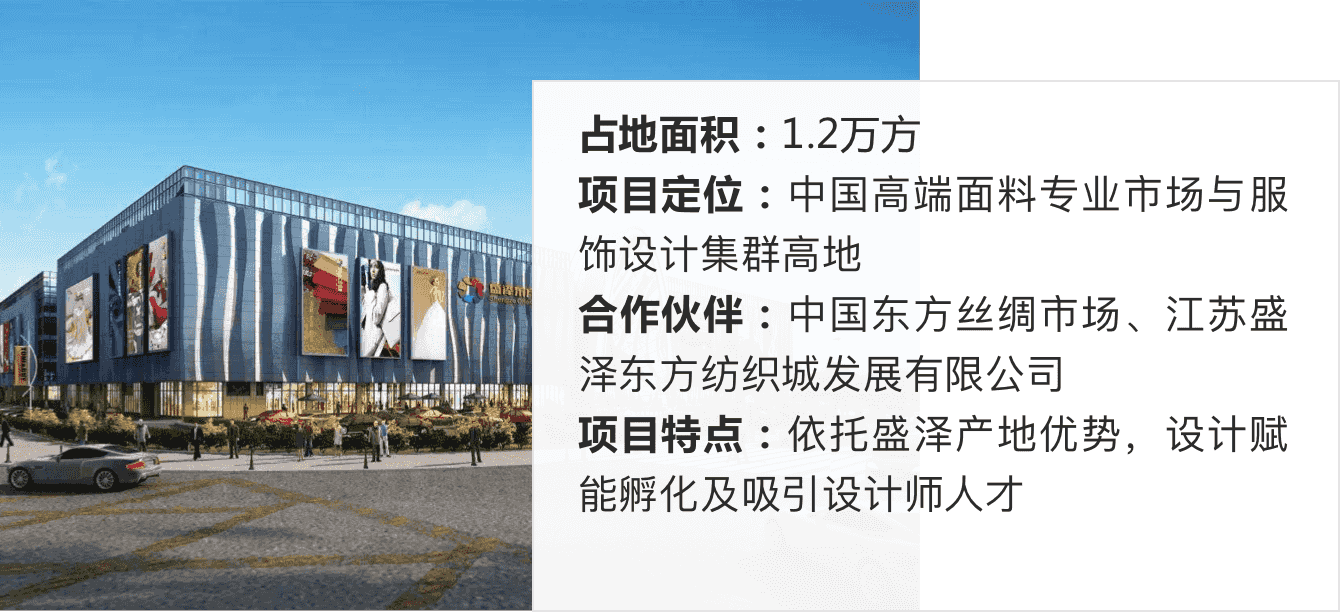 占地面积：1.2万方
项目定位：中国高端面料专业市场与服
饰设计集群高地
合作伙伴：中国东方丝绸市场、江苏盛
泽东方纺织城发展有限公司
项目特点：依托盛泽产地优势，设计赋
能孵化及吸引设计师人才
盛泽东